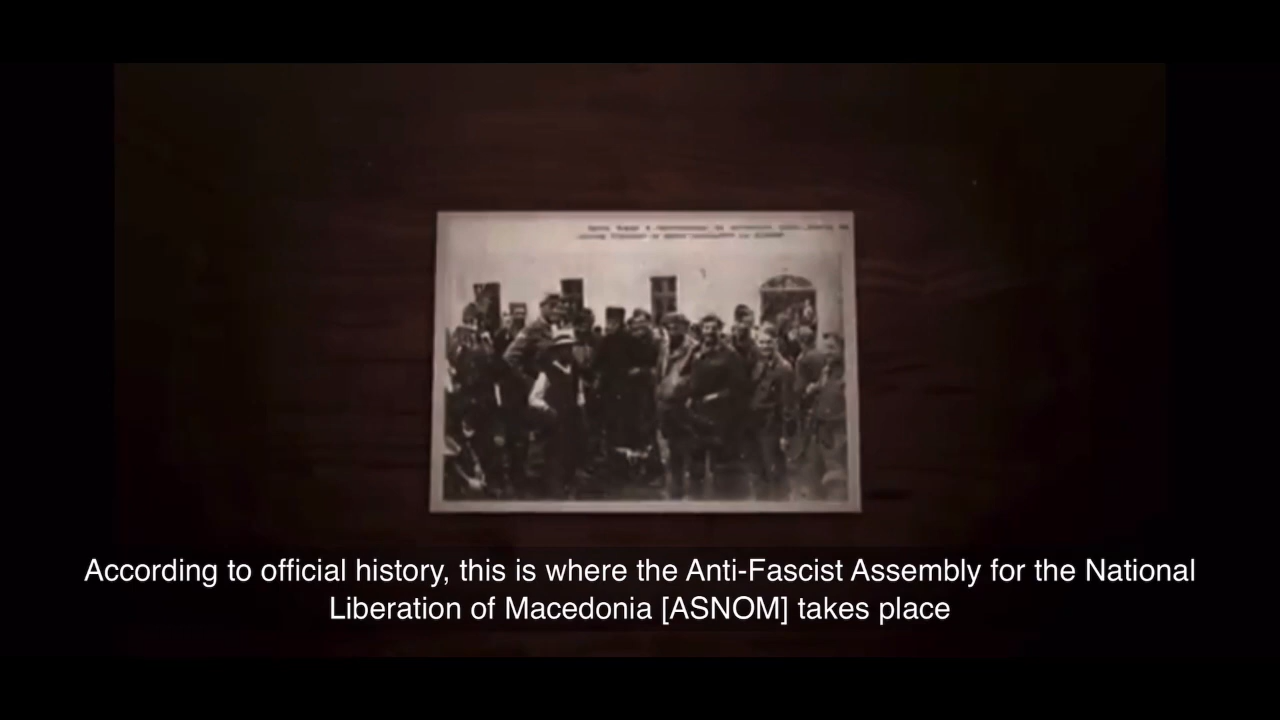 According to official history, this is where the Anti-Fascist Assembly for the National
Liberation of Macedonia [ASNOM] takes place